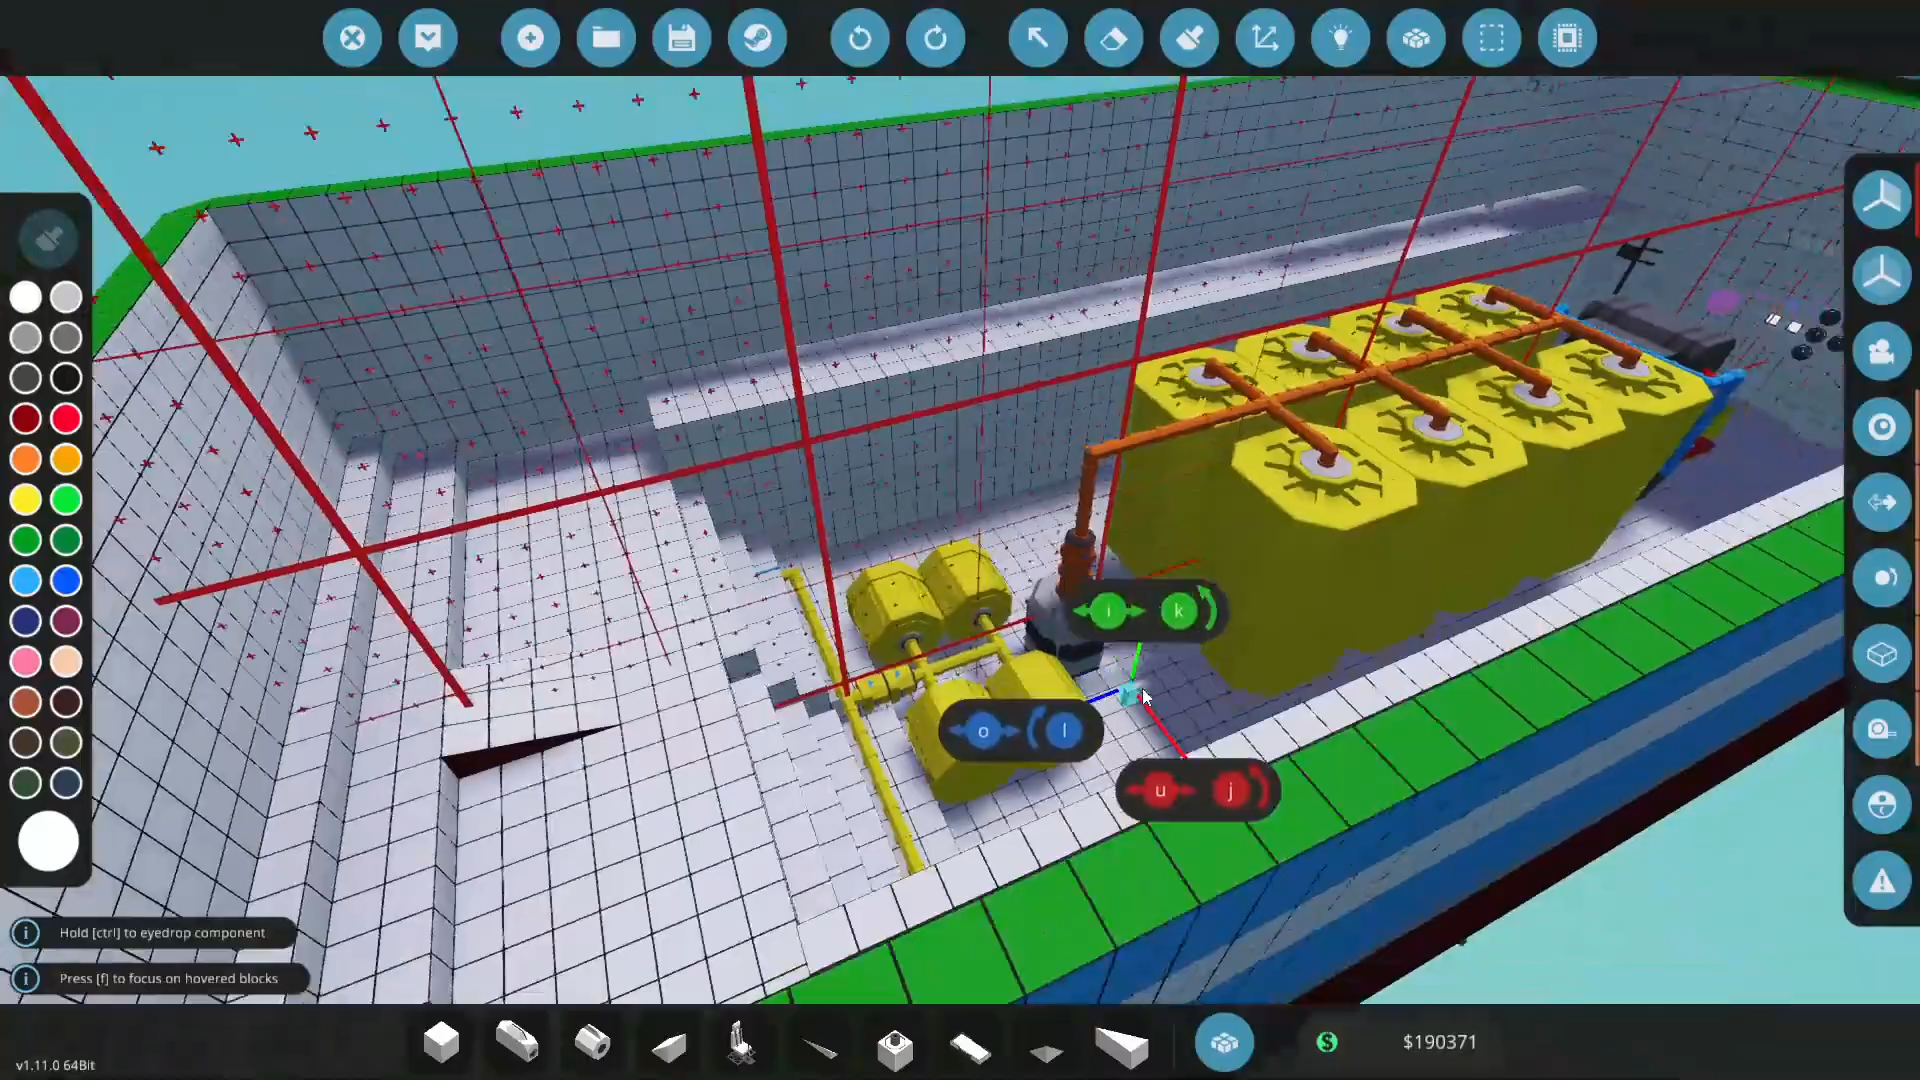 i k
o l
u j
Hold [ctrl] to eyedrop component
Press [f] to focus on hovered blocks
v1.11.0 64Bit
$ $190371